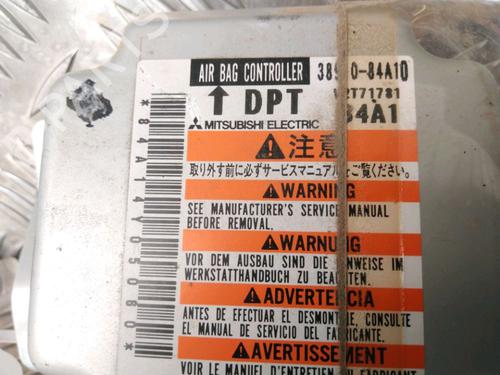 AIR BAG CONTROLLER
↑ DPT
84A1
MITSUBISHI ELECTRIC
*84A14Y05060*
⚠注意
取り外す前に必ずサービスマニュアルをご覧ください。
⚠WARNING
SEE MANUFACTURER'S SERVICE MANUAL
BEFORE REMOVAL.
⚠WARNUNG
VOR DEM AUSBAU SIND DIE HINWEISE IM
WERKSTATTHANDBUCH ZU BEACHTEN.
⚠ADVERTENCIA
ANTES DE EFECTUAR EL DESMONTE, CONSULTE
EL MANUAL DE SERVICIO DEL FABRICANTE.
⚠AVERTISSEMENT